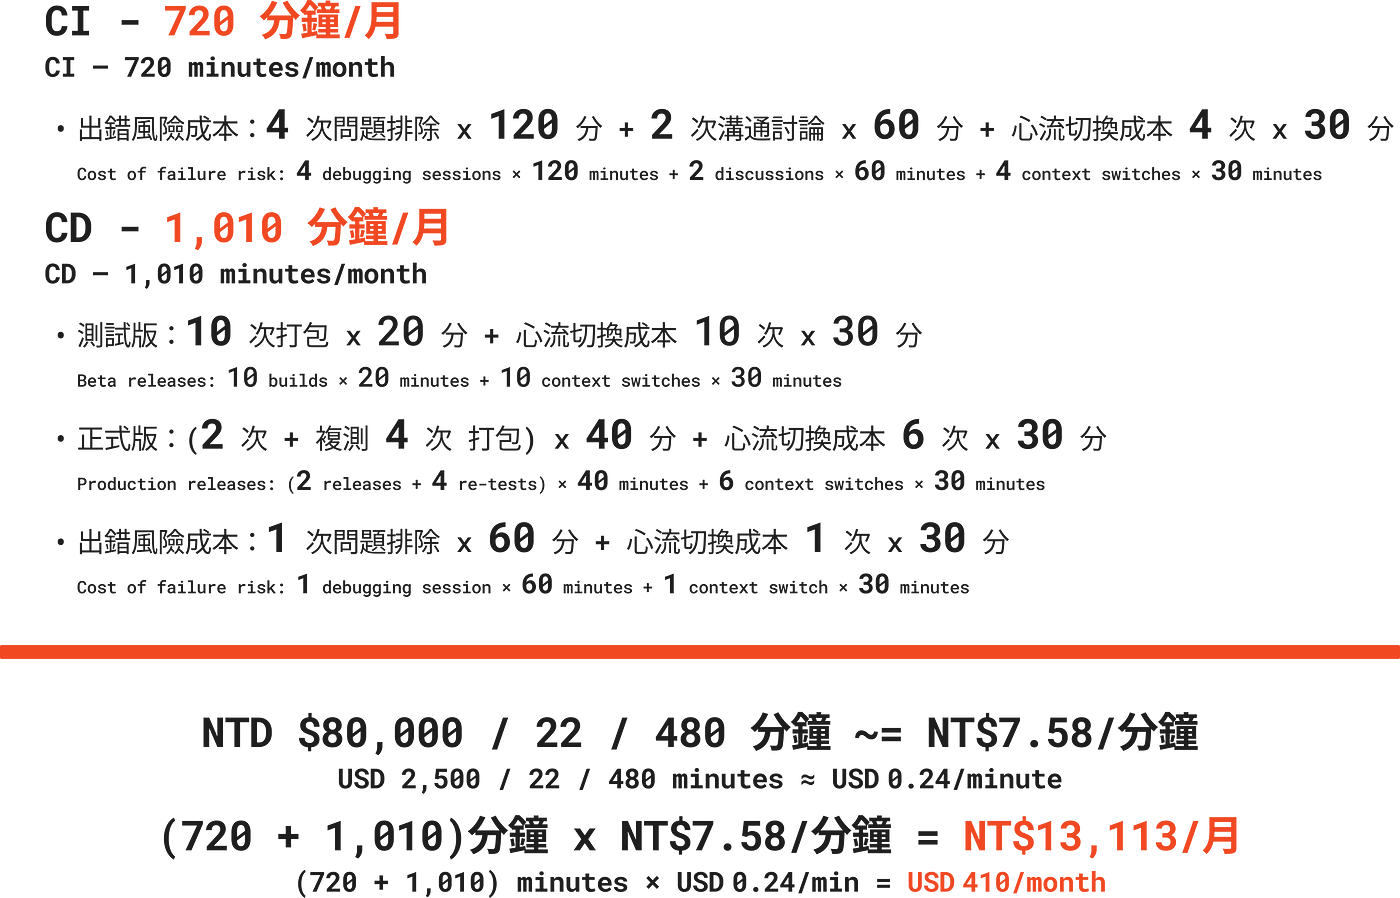 CI - 720 分鐘/月
CI – 720 minutes/month
• 出錯風險成本：4 次問題排除 x 120 分 + 2 次溝通討論 x 60 分 + 心流切換成本 4 次 x 30 分
Cost of failure risk: 4 debugging sessions × 120 minutes + 2 discussions × 60 minutes + 4 context switches × 30 minutes
CD - 1,010 分鐘/月
CD – 1,010 minutes/month
• 測試版：10 次打包 x 20 分 + 心流切換成本 10 次 x 30 分
Beta releases: 10 builds × 20 minutes + 10 context switches × 30 minutes
• 正式版：(2 次 + 複測 4 次 打包) x 40 分 + 心流切換成本 6 次 x 30 分
Production releases: (2 releases + 4 re-tests) × 40 minutes + 6 context switches × 30 minutes
• 出錯風險成本：1 次問題排除 x 60 分 + 心流切換成本 1 次 x 30 分
Cost of failure risk: 1 debugging session × 60 minutes + 1 context switch × 30 minutes
NTD $80,000 / 22 / 480 分鐘 ~= NT$7.58/分鐘
USD 2,500 / 22 / 480 minutes ≈ USD 0.24/minute
(720 + 1,010)分鐘 x NT$7.58/分鐘 = NT$13,113/月
(720 + 1,010) minutes × USD 0.24/min = USD 410/month